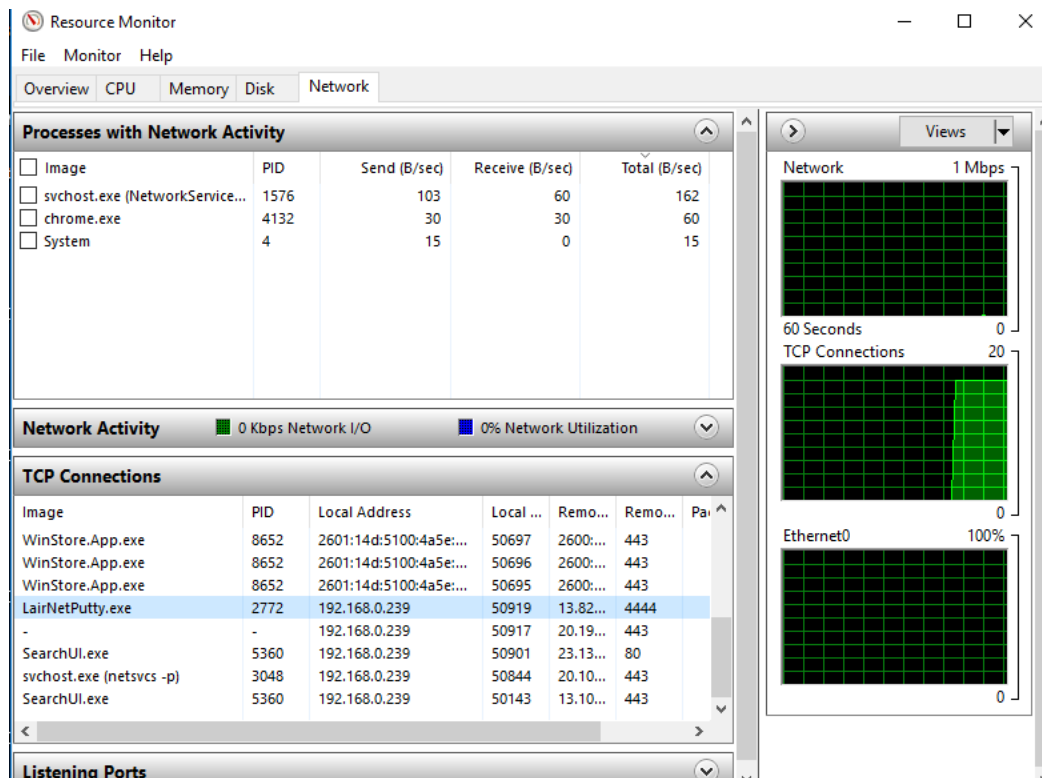 Resource Monitor
File Monitor Help
Overview CPU Memory Disk Network
Processes with Network Activity
Image PID Send (B/sec) Receive (B/sec) Total (B/sec)
svchost.exe (NetworkService... 1576 103 60 162
chrome.exe 4132 30 30 60
System 4 15 0 15
Network Activity 0 Kbps Network I/O 0% Network Utilization
TCP Connections
Image PID Local Address Local ... Remo... Remo... Pa
WinStore.App.exe 8652 2601:14d:5100:4a5e:... 50697 2600:... 443
WinStore.App.exe 8652 2601:14d:5100:4a5e:... 50696 2600:... 443
WinStore.App.exe 8652 2601:14d:5100:4a5e:... 50695 2600:... 443
LairNetPutty.exe 2772 192.168.0.239 50919 13.82... 4444
- - 192.168.0.239 50917 20.19... 443
SearchUI.exe 5360 192.168.0.239 50901 23.13... 80
svchost.exe (netsvcs -p) 3048 192.168.0.239 50844 20.10... 443
SearchUI.exe 5360 192.168.0.239 50143 13.10... 443
Listening Ports
Views
Network 1 Mbps
60 Seconds 0
TCP Connections 20
0
Ethernet0 100%
0